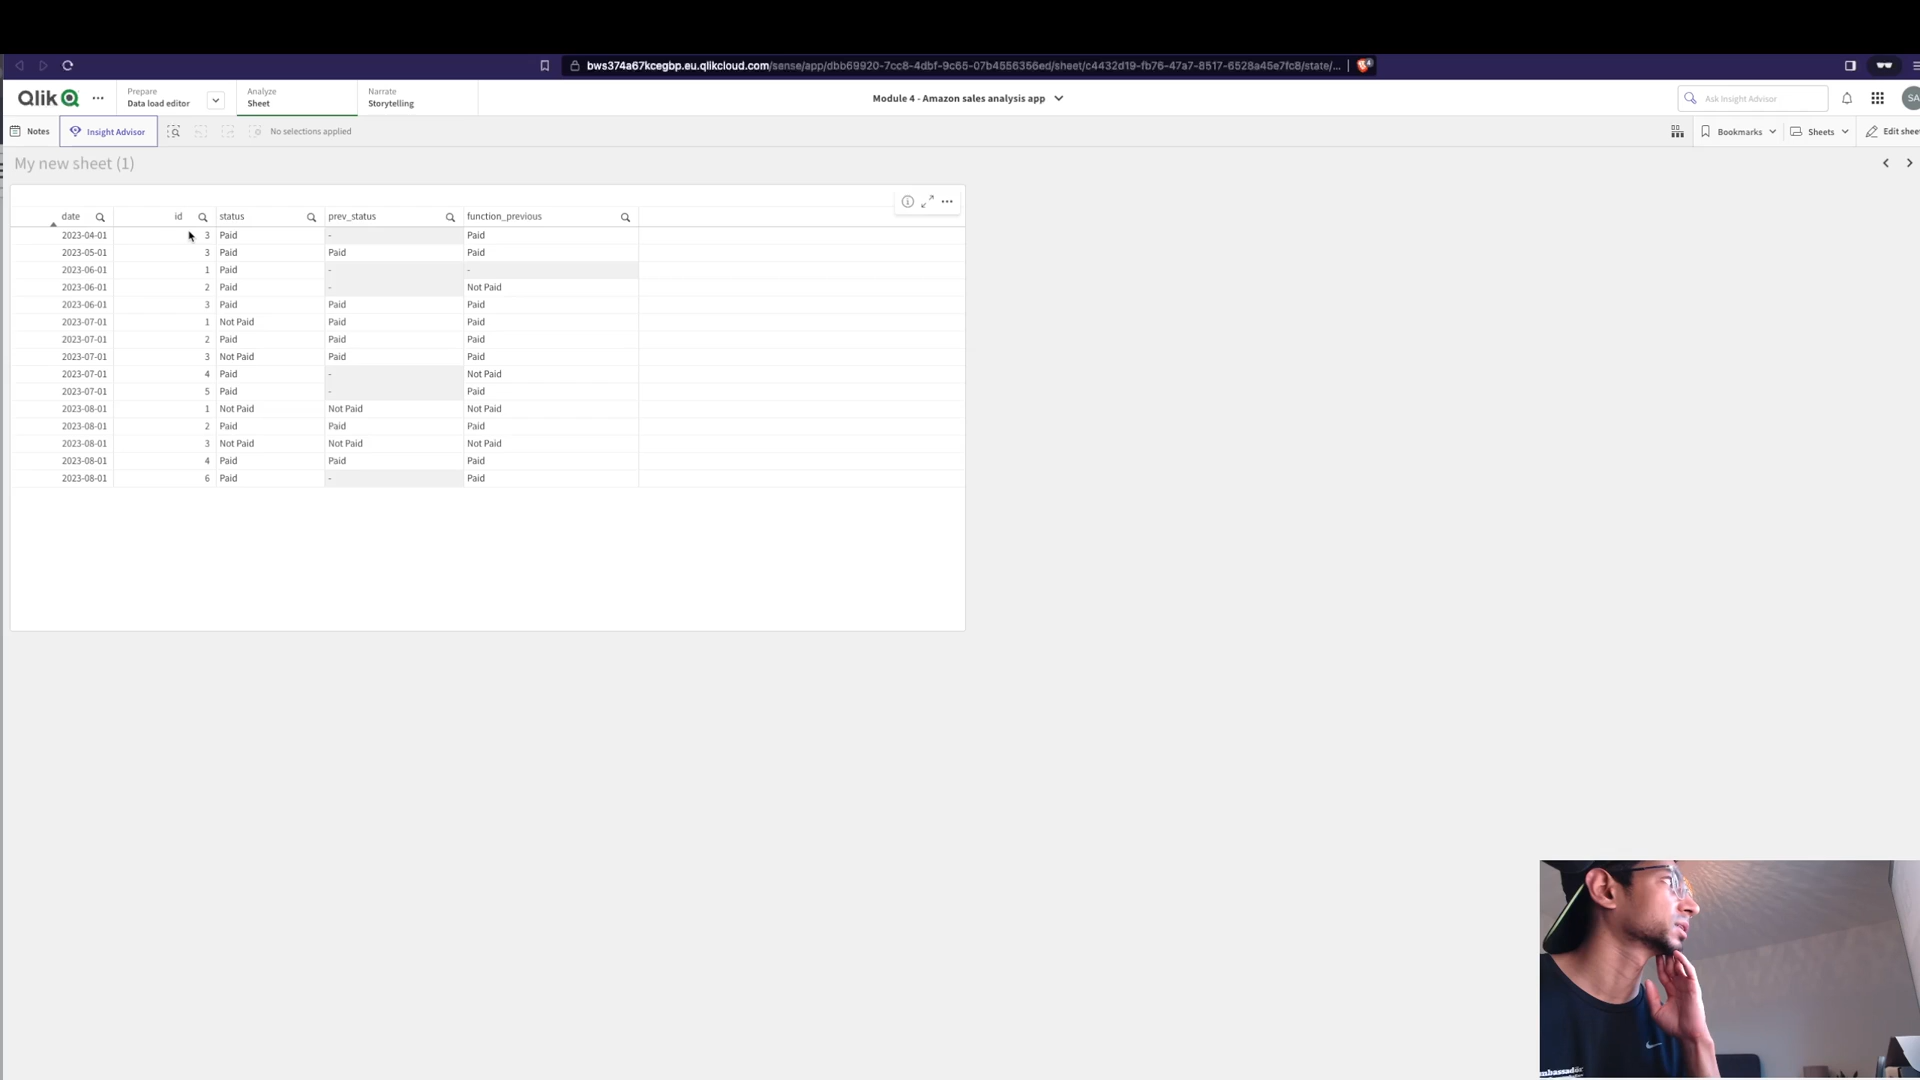 bws374a67kcegbp.eu.qlikcloud.com/sense/app/dbb69920-7cc8-4dbf-9c65-07b4556356ed/sheet/c4432d19-fb76-47a7-8517-6528a45e7fc8/state/...
Qlik
Prepare
Data load editor
Analyze
Sheet
Narrate
Storytelling
Module 4 - Amazon sales analysis app
Ask Insight Advisor
SA
Notes
Insight Advisor
No selections applied
Bookmarks
Sheets
Edit sheet
My new sheet (1)
date id status prev_status function_previous
2023-04-01 3 Paid - Paid
2023-05-01 3 Paid Paid Paid
2023-06-01 1 Paid - -
2023-06-01 2 Paid - Not Paid
2023-06-01 3 Paid Paid Paid
2023-07-01 1 Not Paid Paid Paid
2023-07-01 2 Paid Paid Paid
2023-07-01 3 Not Paid Paid Paid
2023-07-01 4 Paid - Not Paid
2023-07-01 5 Paid - Paid
2023-08-01 1 Not Paid Not Paid Not Paid
2023-08-01 2 Paid Paid Paid
2023-08-01 3 Not Paid Not Paid Not Paid
2023-08-01 4 Paid Paid Paid
2023-08-01 6 Paid - Paid